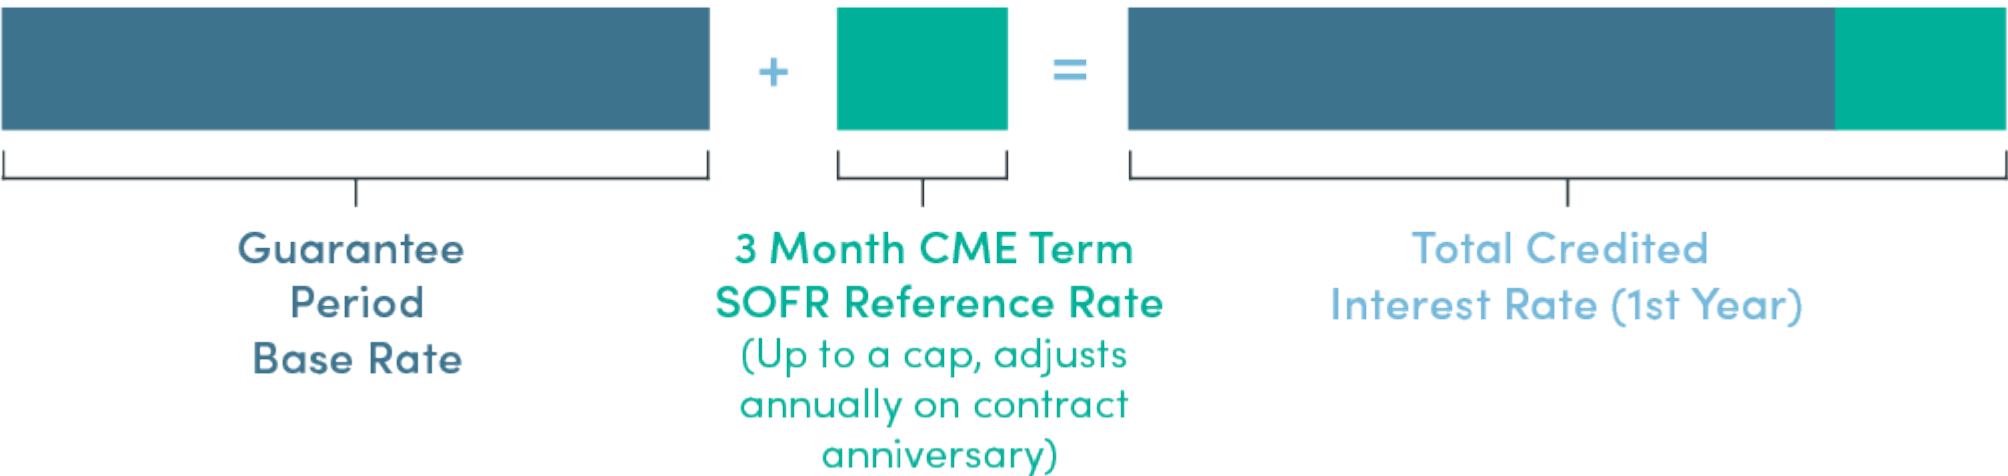 +
=
Guarantee
Period
Base Rate
3 Month CME Term
SOFR Reference Rate
(Up to a cap, adjusts
annually on contract
anniversary)
Total Credited
Interest Rate (1st Year)